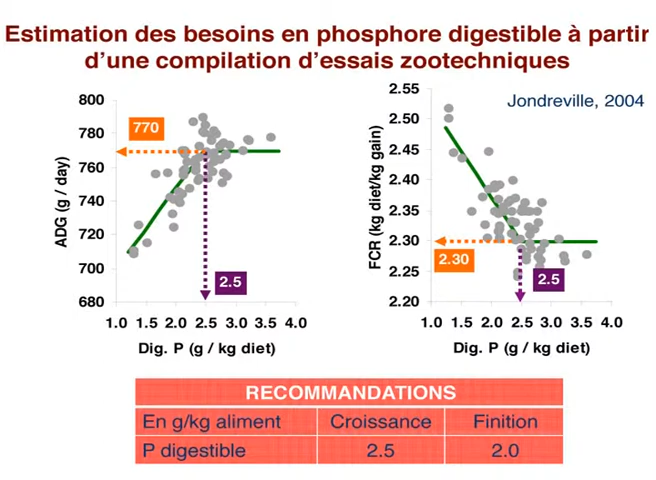 Estimation des besoins en phosphore digestible à partir
d'une compilation d'essais zootechniques
Jondreville, 2004
ADG (g / day)
800
780
760
740
720
700
680
770
2.5
1.0 1.5 2.0 2.5 3.0 3.5 4.0
Dig. P (g / kg diet)
FCR (kg diet/kg gain)
2.55
2.50
2.45
2.40
2.35
2.30
2.25
2.20
2.30
2.5
1.0 1.5 2.0 2.5 3.0 3.5 4.0
Dig. P (g / kg diet)
RECOMMANDATIONS
En g/kg aliment Croissance Finition
P digestible 2.5 2.0